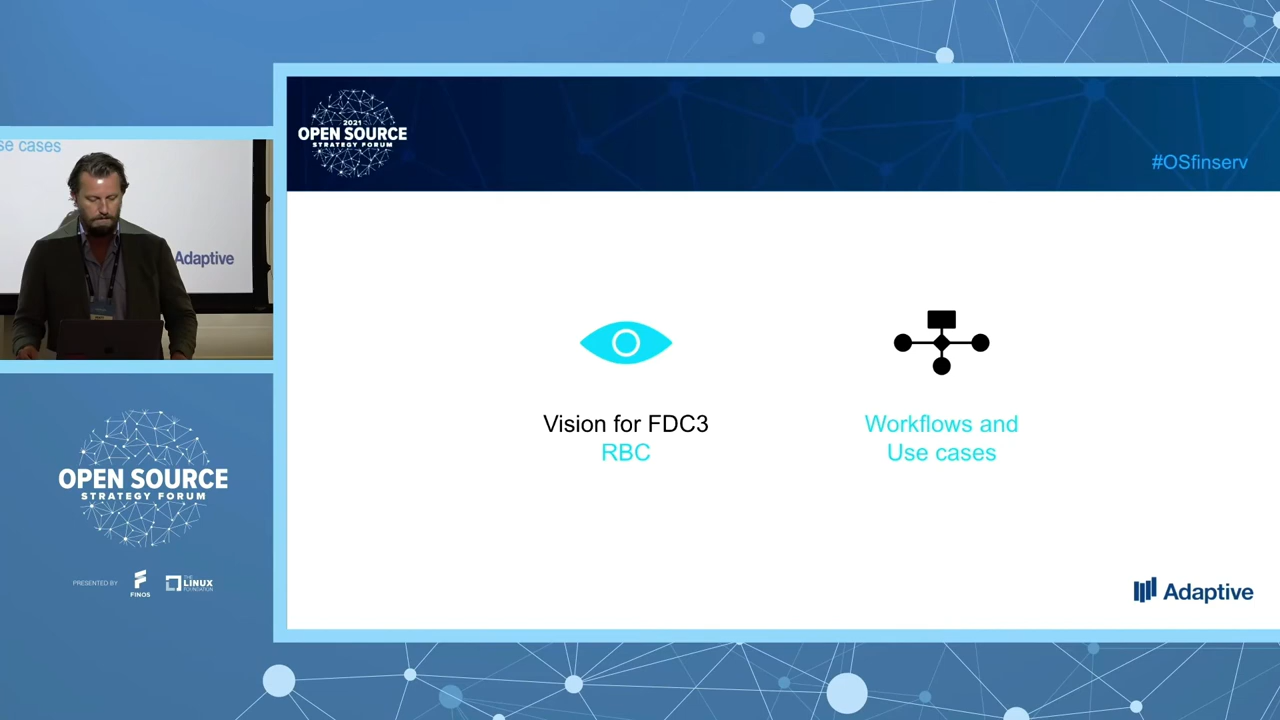 se cases
Adaptive
OPEN SOURCE
STRATEGY FORUM
PRESENTED BY
FINOS
THE
LINUX
FOUNDATION
2021
OPEN SOURCE
STRATEGY FORUM
#OSfinserv
Vision for FDC3
RBC
Workflows and
Use cases
Adaptive